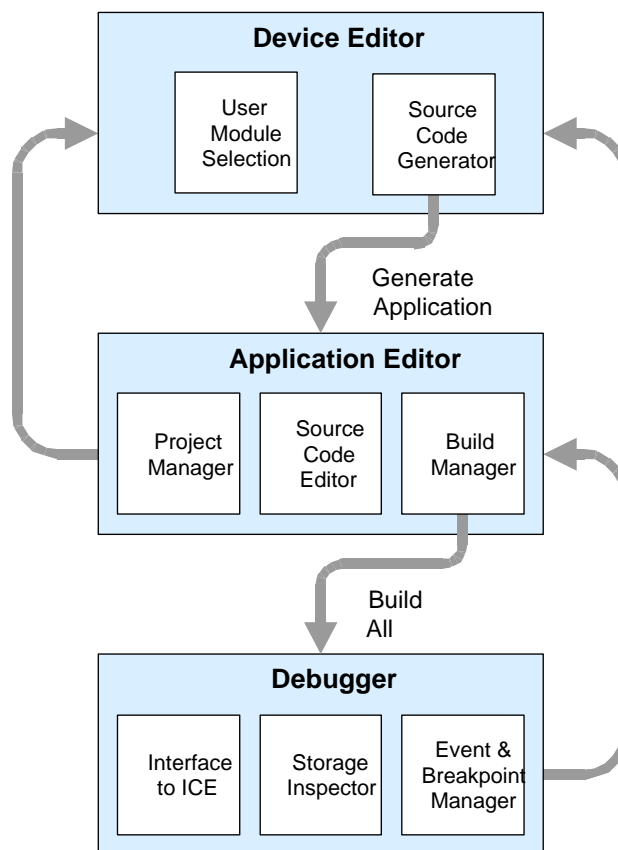 Device Editor
User
Module
Selection
Source
Code
Generator
Generate
Application
Application Editor
Project
Manager
Source
Code
Editor
Build
Manager
Build
All
Debugger
Interface
to ICE
Storage
Inspector
Event &
Breakpoint
Manager